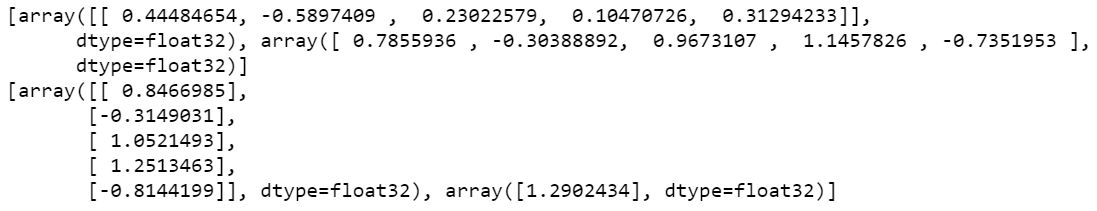 [array([[ 0.44484654, -0.5897409 ,  0.23022579,  0.10470726,  0.31294233]],
      dtype=float32), array([ 0.7855936 , -0.30388892,  0.9673107 ,  1.1457826 , -0.7351953 ],
      dtype=float32)]
[array([[ 0.8466985],
       [-0.3149031],
       [ 1.0521493],
       [ 1.2513463],
       [-0.8144199]], dtype=float32), array([1.2902434], dtype=float32)]